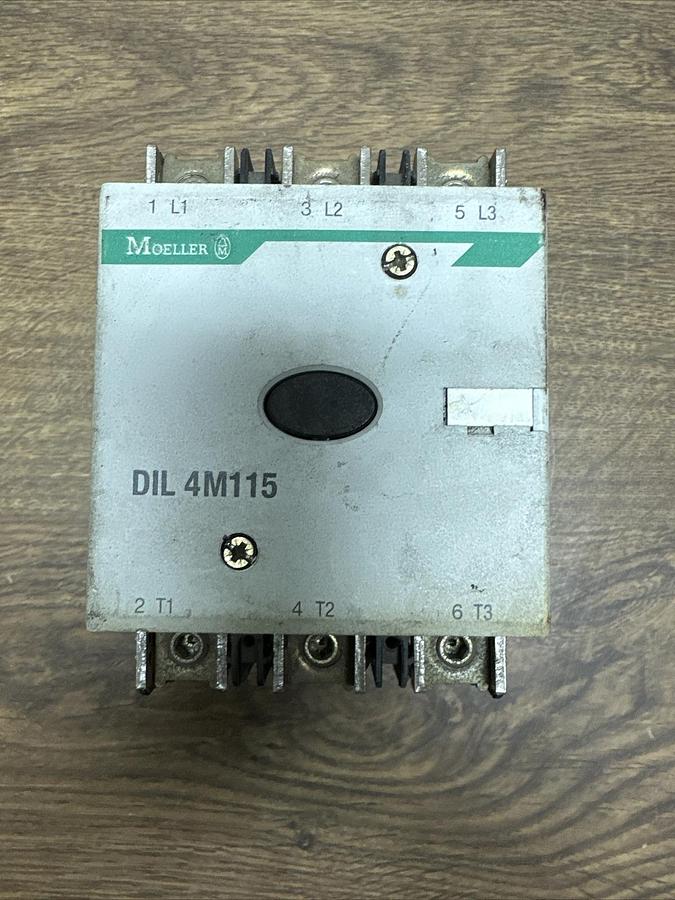 1 L1 3 L2 5 L3
MOELLER M
DIL 4M115
2 T1 4 T2 6 T3